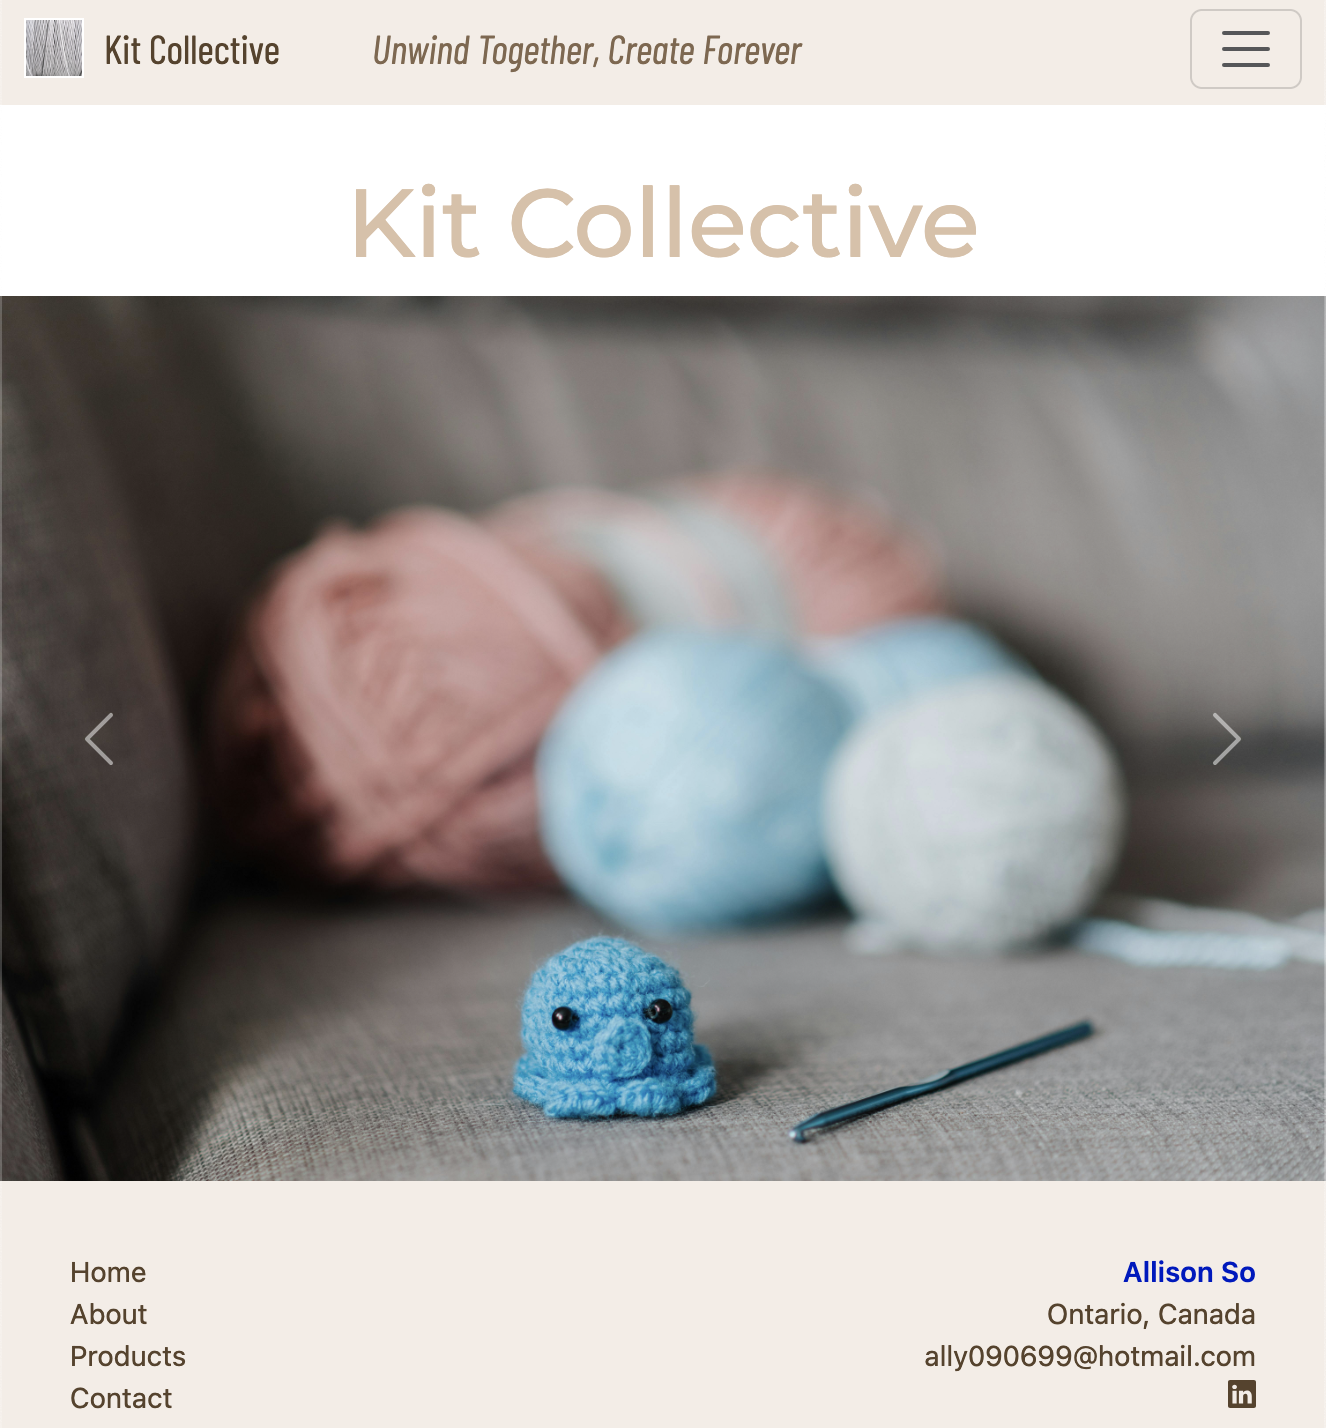 Kit Collective
Unwind Together, Create Forever
Kit Collective
Home
About
Products
Contact
Allison So
Ontario, Canada
ally090699@hotmail.com
in